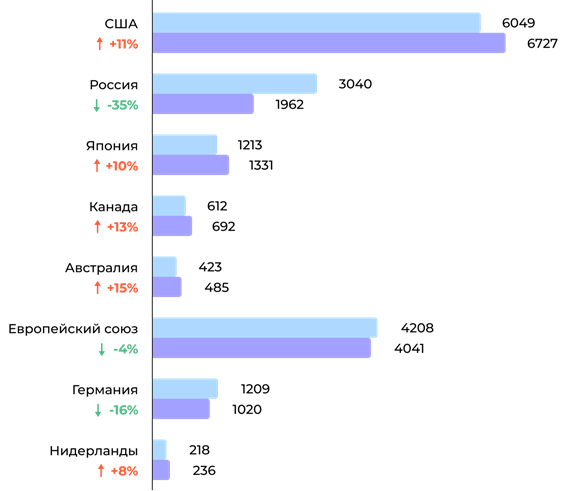 США 6049
↑ +11% 6727
Россия 3040
↓ -35% 1962
Япония 1213
↑ +10% 1331
Канада 612
↑ +13% 692
Австралия 423
↑ +15% 485
Европейский союз 4208
↓ -4% 4041
Германия 1209
↓ -16% 1020
Нидерланды 218
↑ +8% 236